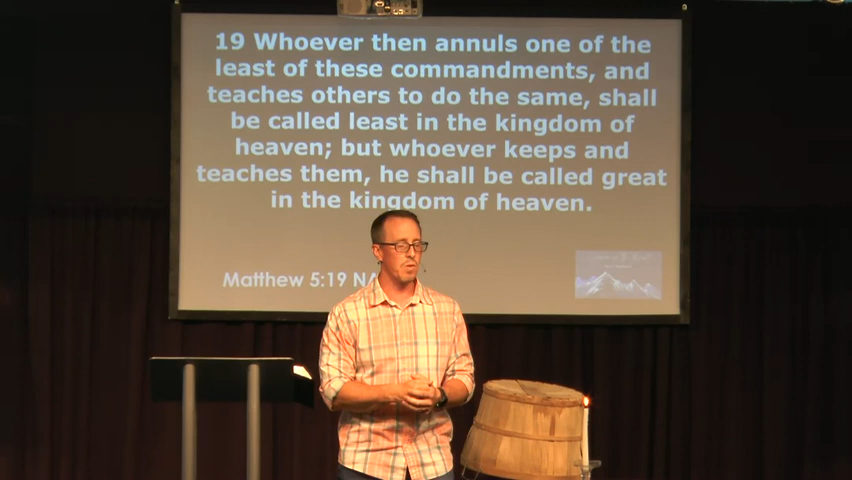 19 Whoever then annuls one of the
least of these commandments, and
teaches others to do the same, shall
be called least in the kingdom of
heaven; but whoever keeps and
teaches them, he shall be called great
in the kingdom of heaven.
Matthew 5:19